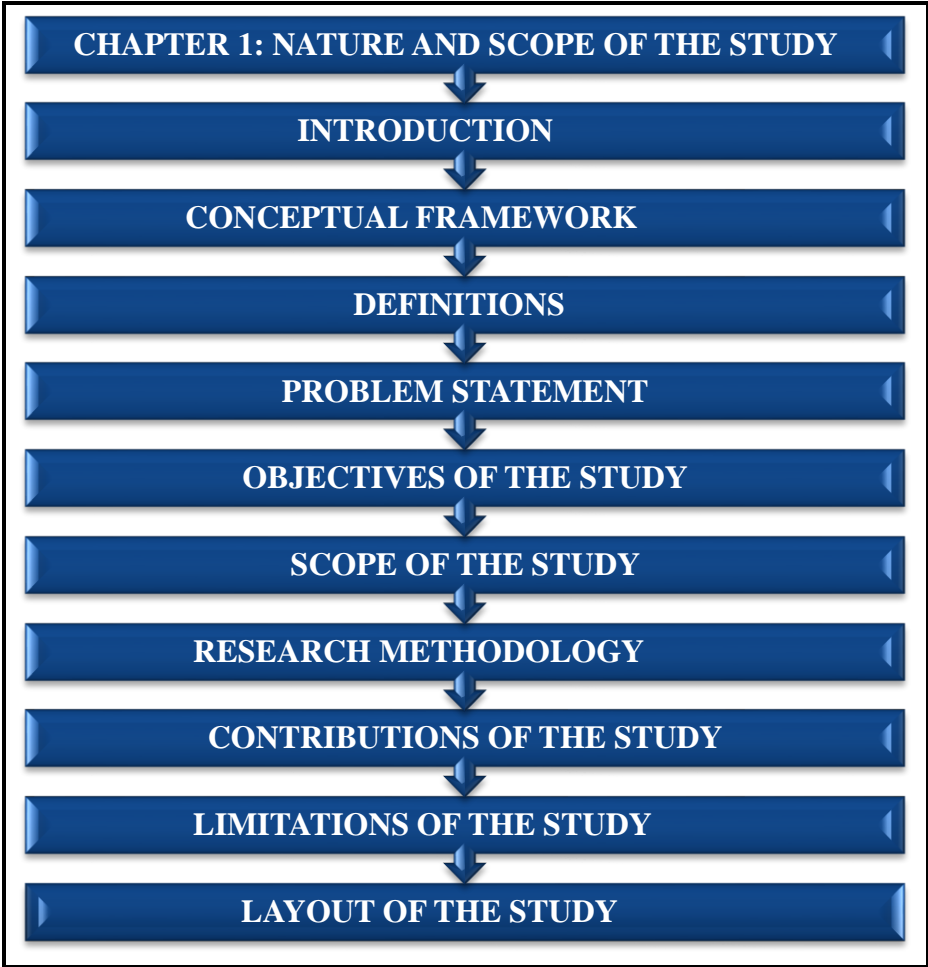 CHAPTER 1: NATURE AND SCOPE OF THE STUDY
INTRODUCTION
CONCEPTUAL FRAMEWORK
DEFINITIONS
PROBLEM STATEMENT
OBJECTIVES OF THE STUDY
SCOPE OF THE STUDY
RESEARCH METHODOLOGY
CONTRIBUTIONS OF THE STUDY
LIMITATIONS OF THE STUDY
LAYOUT OF THE STUDY